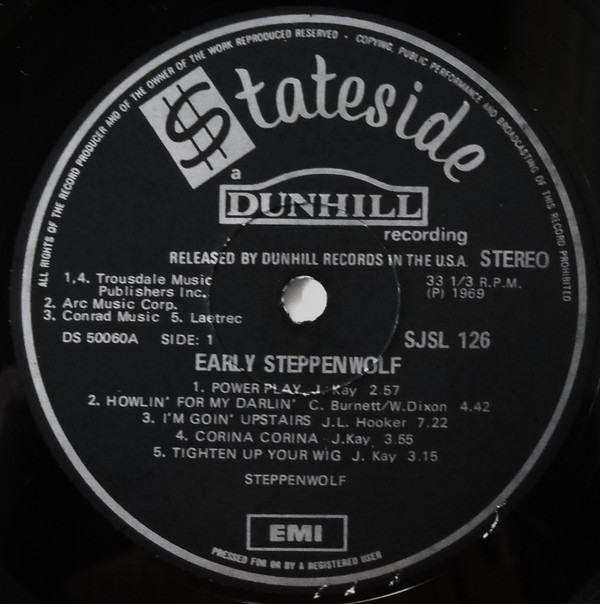 ALL RIGHTS OF THE RECORD PRODUCER AND OF THE OWNER OF THE WORK REPRODUCED RESERVED · COPYING, PUBLIC PERFORMANCE AND BROADCASTING OF THIS RECORD PROHIBITED
$tateside
a
DUNHILL
recording
RELEASED BY DUNHILL RECORDS IN THE U.S.A. STEREO
1,4. Trousdale Music 33 1/3 R.P.M.
Publishers Inc. (P) 1969
2. Arc Music Corp.
3. Conrad Music 5. Laetrec
DS 50060A SIDE: 1 SJSL 126
EARLY STEPPENWOLF
1. POWER PLAY J. Kay 2.57
2. HOWLIN' FOR MY DARLIN' C. Burnett/W.Dixon 4.42
3. I'M GOIN' UPSTAIRS J.L. Hooker 7.22
4. CORINA CORINA J.Kay 3.55
5. TIGHTEN UP YOUR WIG J. Kay 3.15
STEPPENWOLF
EMI
PRESSED FOR OR BY A REGISTERED USER